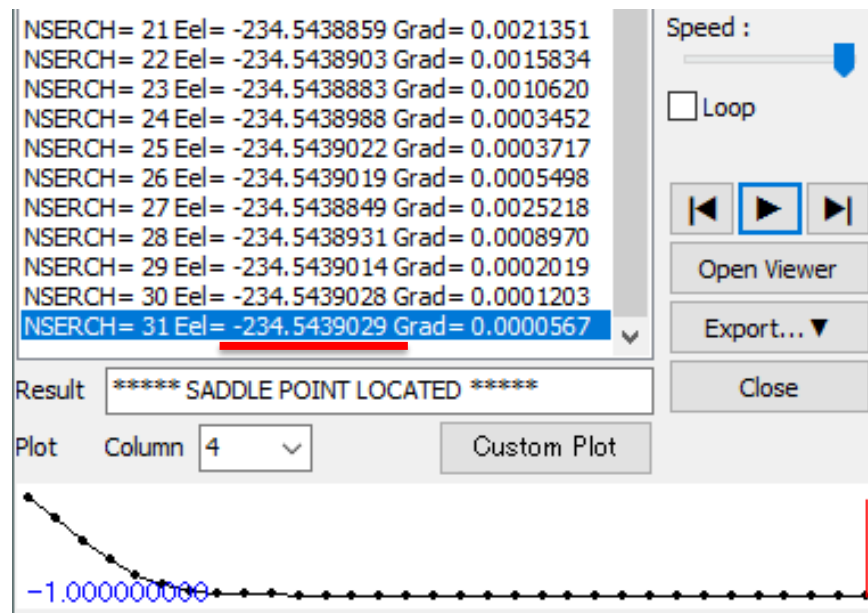 NSERCH= 21 Eel= -234.5438859 Grad= 0.0021351
NSERCH= 22 Eel= -234.5438903 Grad= 0.0015834
NSERCH= 23 Eel= -234.5438883 Grad= 0.0010620
NSERCH= 24 Eel= -234.5438988 Grad= 0.0003452
NSERCH= 25 Eel= -234.5439022 Grad= 0.0003717
NSERCH= 26 Eel= -234.5439019 Grad= 0.0005498
NSERCH= 27 Eel= -234.5438849 Grad= 0.0025218
NSERCH= 28 Eel= -234.5438931 Grad= 0.0008970
NSERCH= 29 Eel= -234.5439014 Grad= 0.0002019
NSERCH= 30 Eel= -234.5439028 Grad= 0.0001203
NSERCH= 31 Eel= -234.5439029 Grad= 0.0000567
Speed :
Loop
Open Viewer
Export...▼
Close
Result ***** SADDLE POINT LOCATED *****
Plot Column 4 Custom Plot
-1.000000000